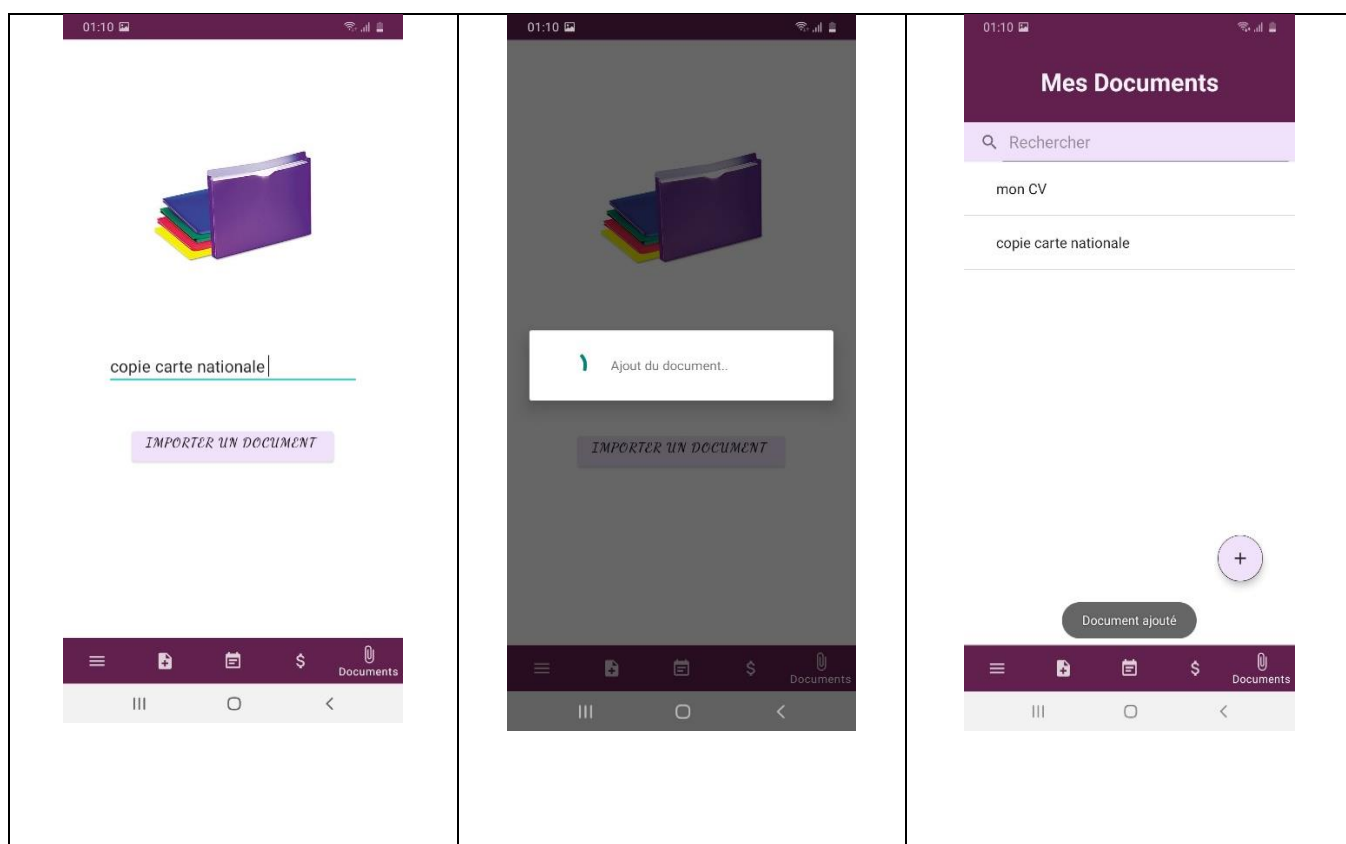 01:10
copie carte nationale
IMPORTER UN DOCUMENT
Documents
01:10
Ajout du document..
IMPORTER UN DOCUMENT
Documents
01:10
Mes Documents
Rechercher
mon CV
copie carte nationale
+
Document ajouté
$
Documents